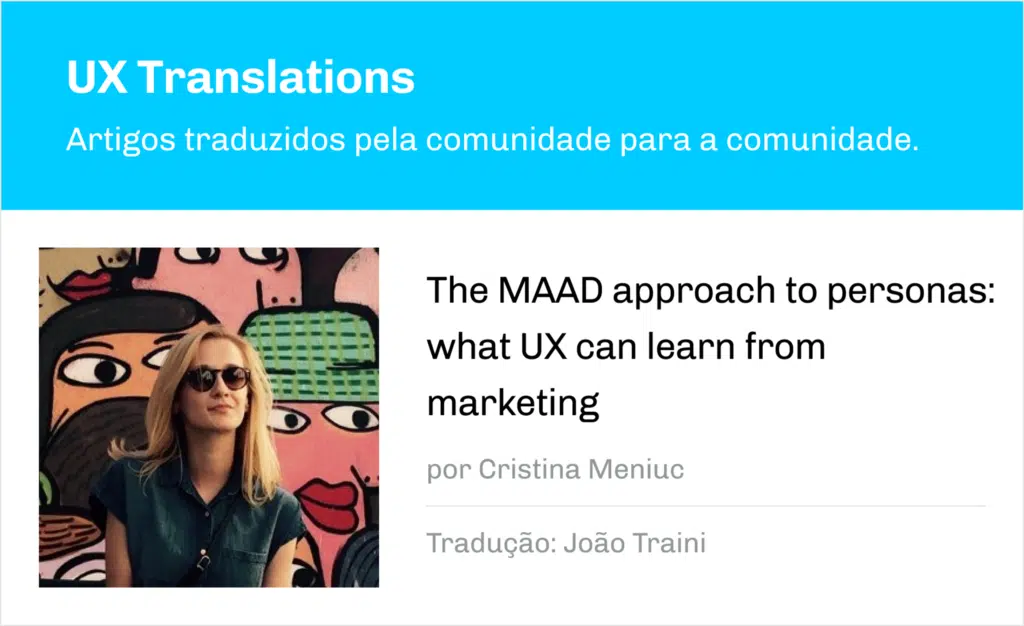 UX Translations
Artigos traduzidos pela comunidade para a comunidade.
The MAAD approach to personas:
what UX can learn from
marketing
por Cristina Meniuc
Tradução: João Traini